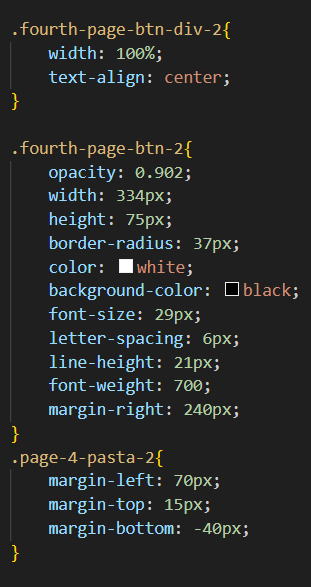 .fourth-page-btn-div-2{
width: 100%;
text-align: center;
}
.fourth-page-btn-2{
opacity: 0.902;
width: 334px;
height: 75px;
border-radius: 37px;
color: white;
background-color: black;
font-size: 29px;
letter-spacing: 6px;
line-height: 21px;
font-weight: 700;
margin-right: 240px;
}
.page-4-pasta-2{
margin-left: 70px;
margin-top: 15px;
margin-bottom: -40px;
}